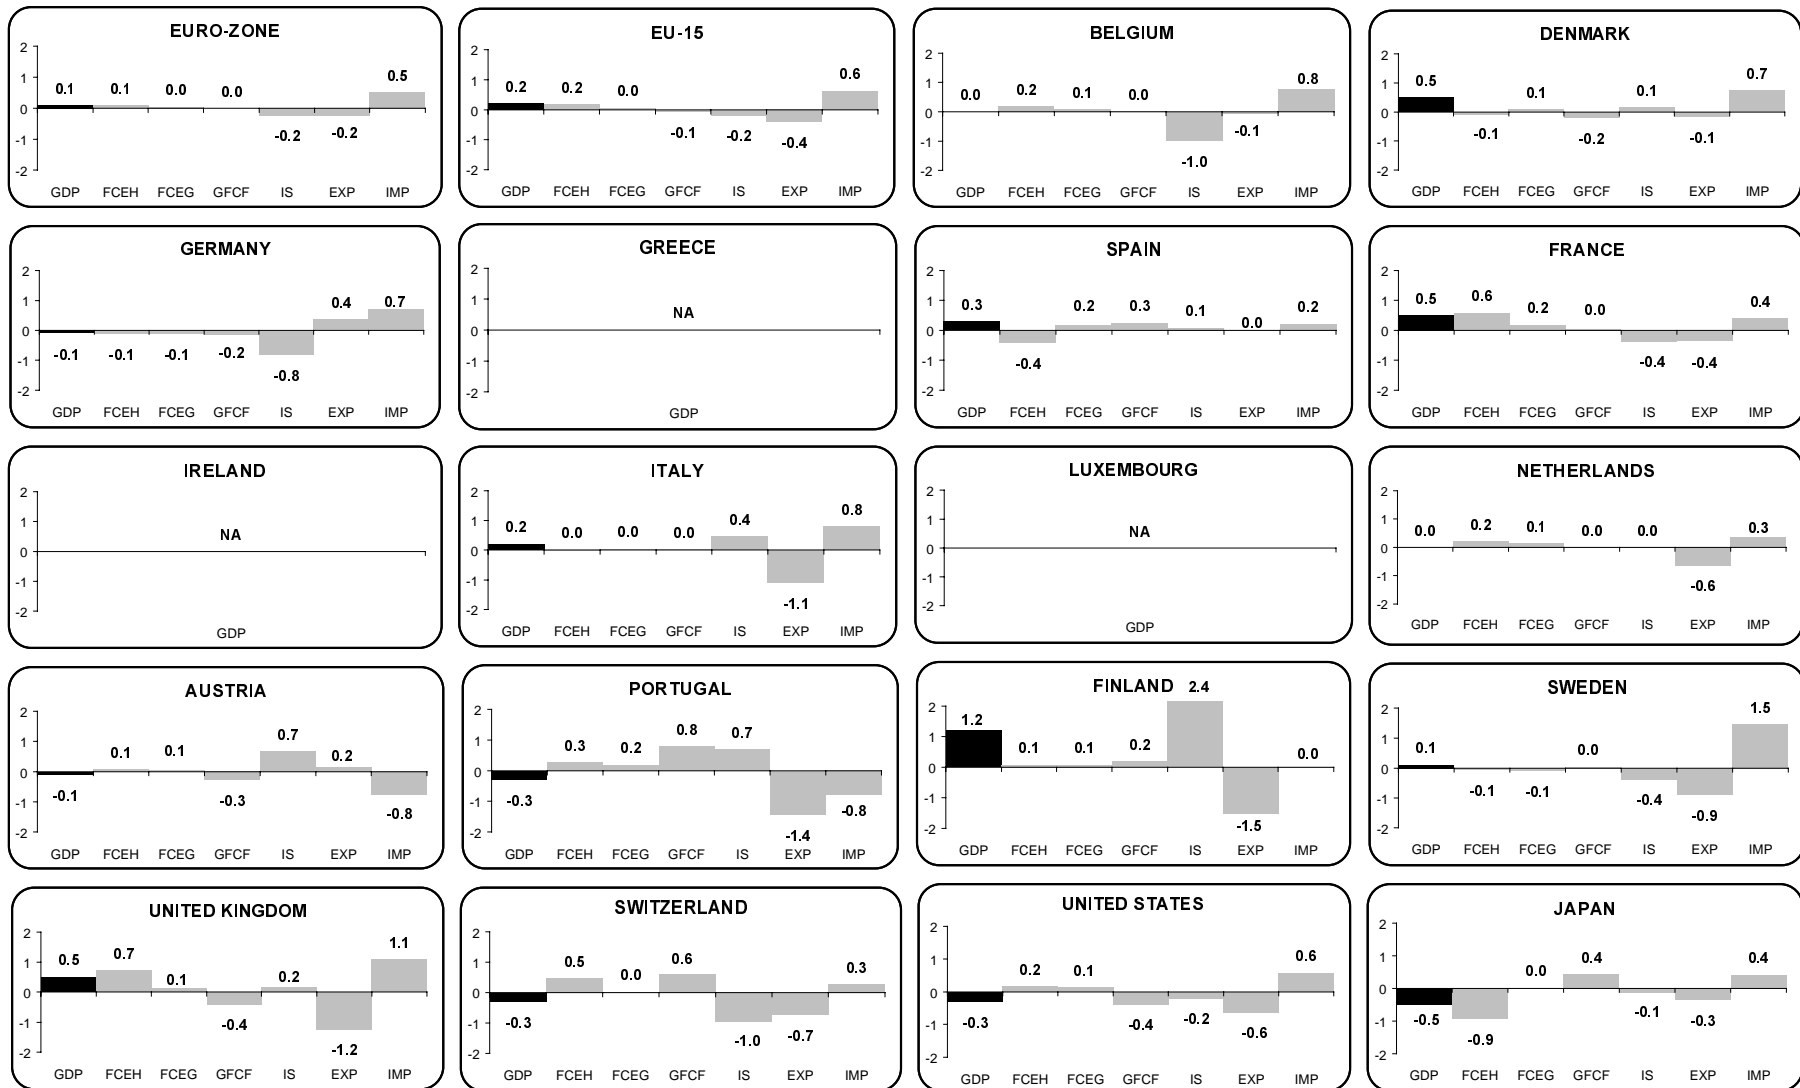 EURO-ZONE
2
1
0
-1
-2
0.1 0.1 0.0 0.0 -0.2 -0.2 0.5
GDP FCEH FCEG GFCF IS EXP IMP
EU-15
2
1
0
-1
-2
0.2 0.2 0.0 -0.1 -0.2 -0.4 0.6
GDP FCEH FCEG GFCF IS EXP IMP
BELGIUM
2
1
0
-1
-2
0.0 0.2 0.1 0.0 -1.0 -0.1 0.8
GDP FCEH FCEG GFCF IS EXP IMP
DENMARK
2
1
0
-1
-2
0.5 -0.1 0.1 -0.2 0.1 -0.1 0.7
GDP FCEH FCEG GFCF IS EXP IMP
GERMANY
2
1
0
-1
-2
-0.1 -0.1 -0.1 -0.2 -0.8 0.4 0.7
GDP FCEH FCEG GFCF IS EXP IMP
GREECE
2
1
0
-1
-2
NA
GDP
SPAIN
2
1
0
-1
-2
0.3 -0.4 0.2 0.3 0.1 0.0 0.2
GDP FCEH FCEG GFCF IS EXP IMP
FRANCE
2
1
0
-1
-2
0.5 0.6 0.2 0.0 -0.4 -0.4 0.4
GDP FCEH FCEG GFCF IS EXP IMP
IRELAND
2
1
0
-1
-2
NA
GDP
ITALY
2
1
0
-1
-2
0.2 0.0 0.0 0.0 0.4 -1.1 0.8
GDP FCEH FCEG GFCF IS EXP IMP
LUXEMBOURG
2
1
0
-1
-2
NA
GDP
NETHERLANDS
2
1
0
-1
-2
0.0 0.2 0.1 0.0 0.0 -0.6 0.3
GDP FCEH FCEG GFCF IS EXP IMP
AUSTRIA
2
1
0
-1
-2
-0.1 0.1 0.1 -0.3 0.7 0.2 -0.8
GDP FCEH FCEG GFCF IS EXP IMP
PORTUGAL
2
1
0
-1
-2
-0.3 0.3 0.2 0.8 0.7 -1.4 -0.8
GDP FCEH FCEG GFCF IS EXP IMP
FINLAND
2
1
0
-1
-2
1.2 0.1 0.1 0.2 2.4 -1.5 0.0
GDP FCEH FCEG GFCF IS EXP IMP
SWEDEN
2
1
0
-1
-2
0.1 -0.1 -0.1 0.0 -0.4 -0.9 1.5
GDP FCEH FCEG GFCF IS EXP IMP
UNITED KINGDOM
2
1
0
-1
-2
0.5 0.7 0.1 -0.4 0.2 -1.2 1.1
GDP FCEH FCEG GFCF IS EXP IMP
SWITZERLAND
2
1
0
-1
-2
-0.3 0.5 0.0 0.6 -1.0 -0.7 0.3
GDP FCEH FCEG GFCF IS EXP IMP
UNITED STATES
2
1
0
-1
-2
-0.3 0.2 0.1 -0.4 -0.2 -0.6 0.6
GDP FCEH FCEG GFCF IS EXP IMP
JAPAN
2
1
0
-1
-2
-0.5 -0.9 0.0 0.4 -0.1 -0.3 0.4
GDP FCEH FCEG GFCF IS EXP IMP